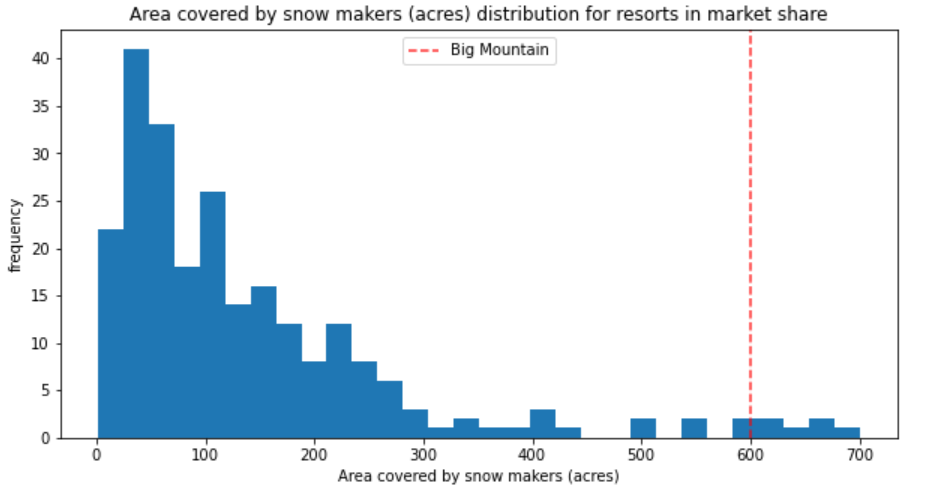 Area covered by snow makers (acres) distribution for resorts in market share
Big Mountain
frequency
40
35
30
25
20
15
10
5
0
0 100 200 300 400 500 600 700
Area covered by snow makers (acres)